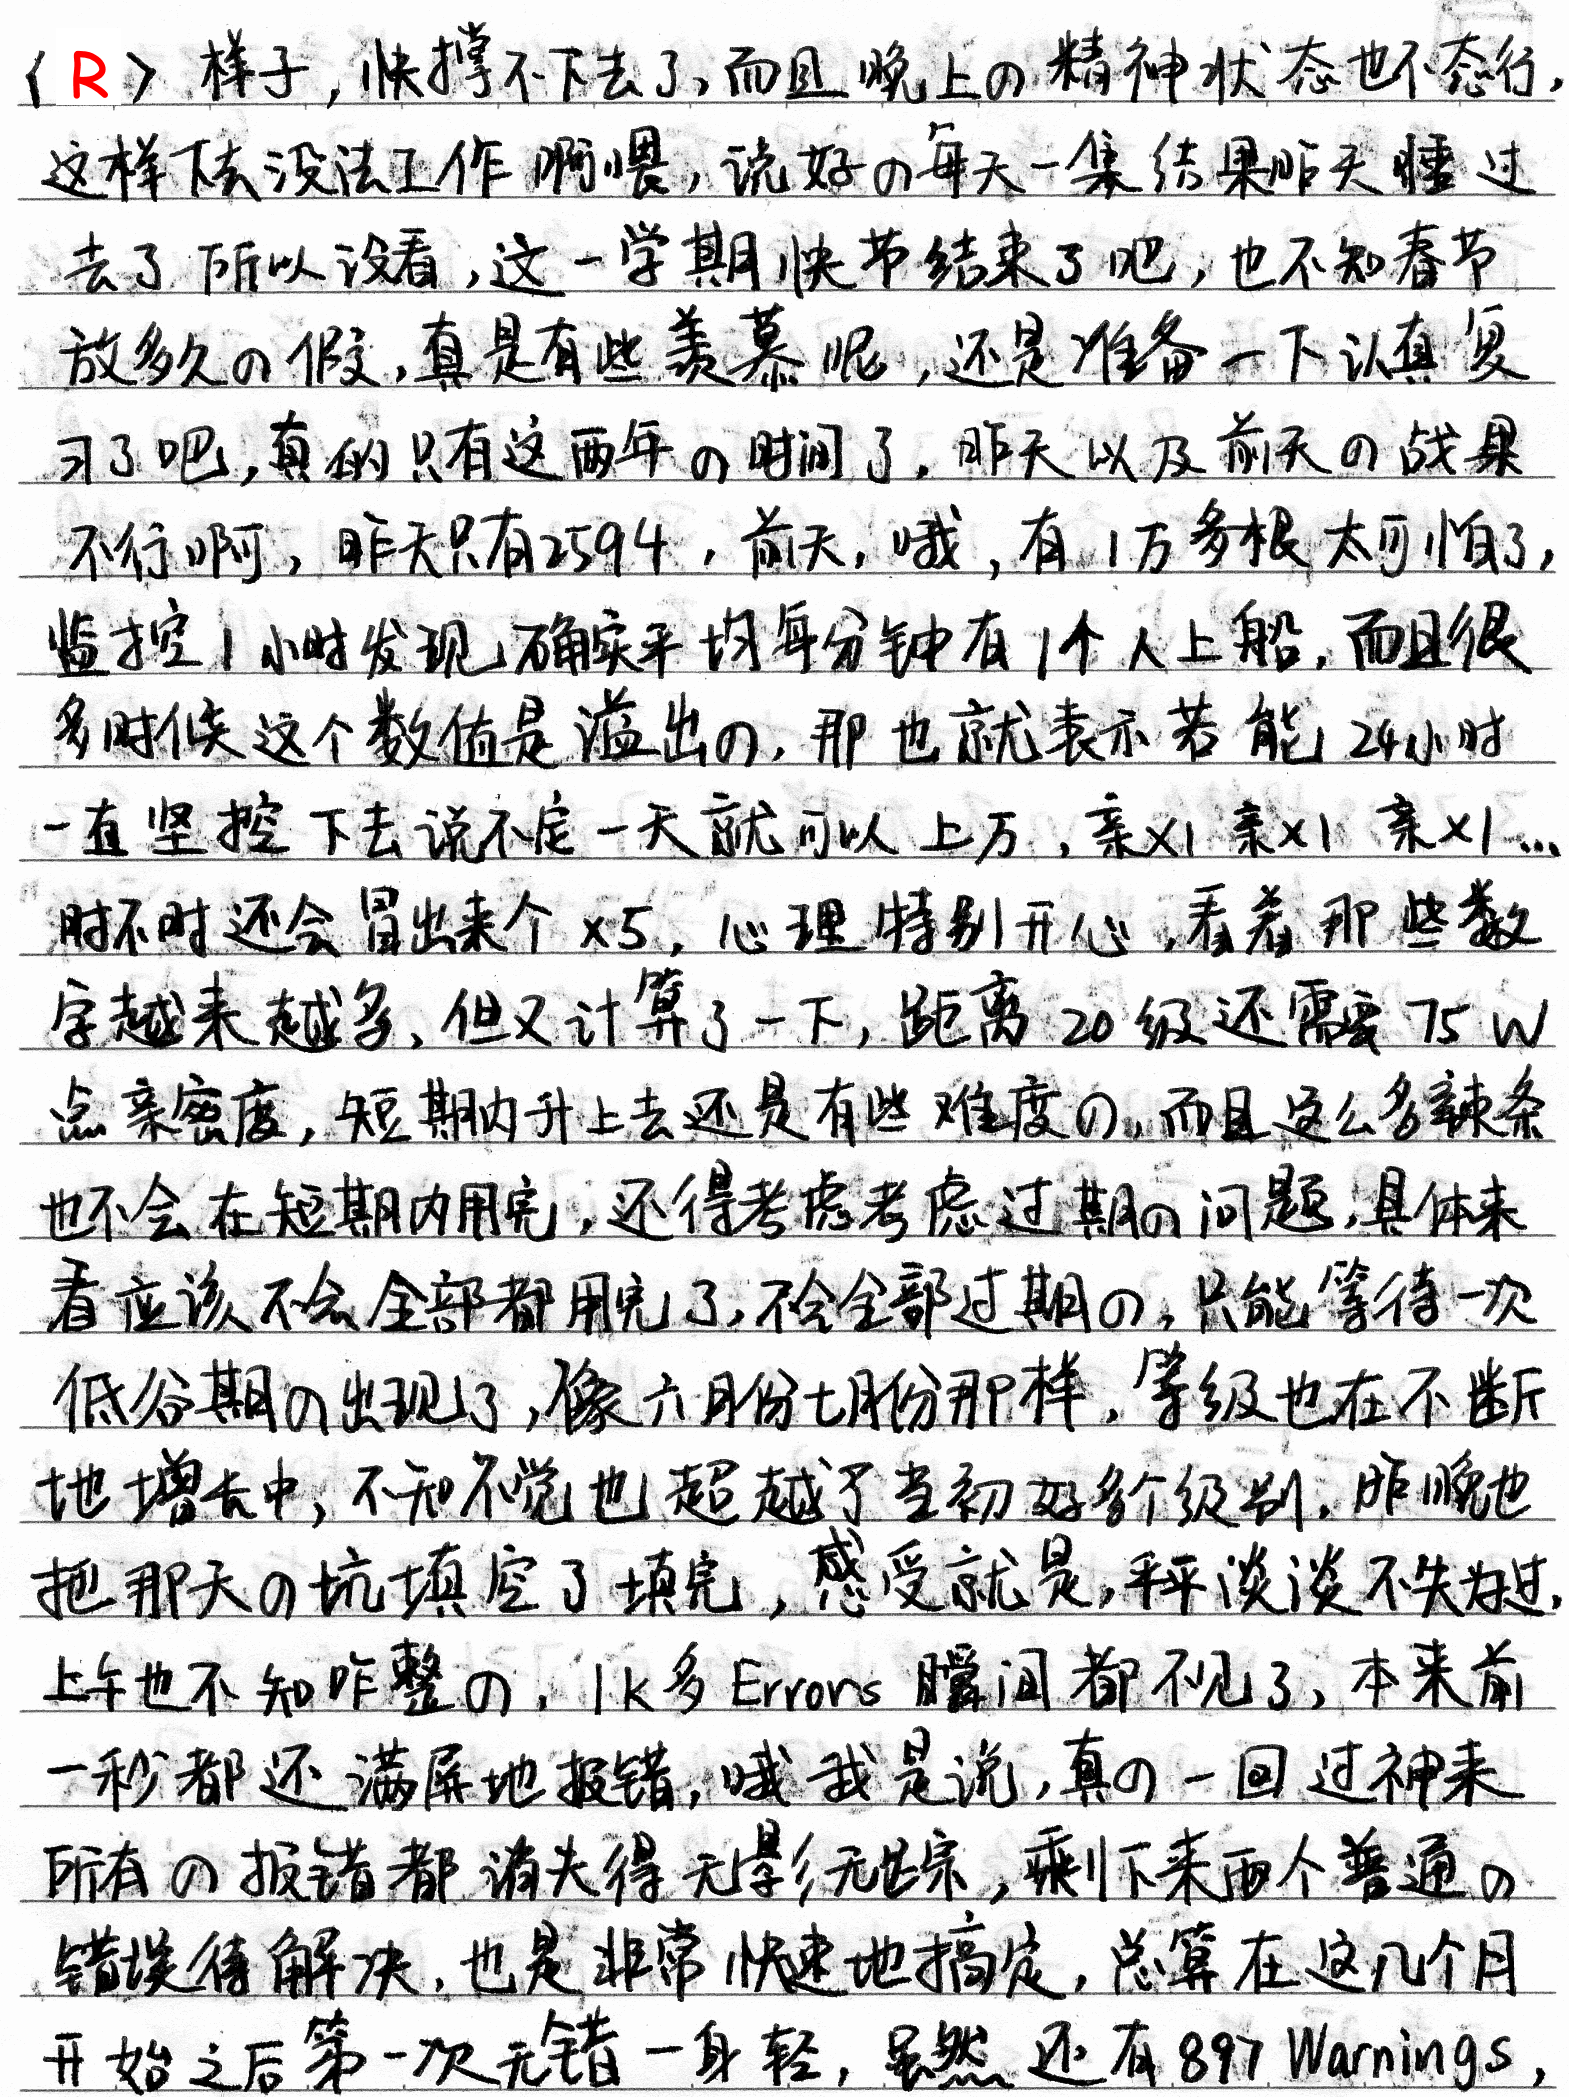 〈R〉样子，快撑不下去了，而且晚上の精神状态也不态行，
这样下去没法工作啊喂，说好の每天一集结果昨天睡过
去了所以没看，这一学期快节结束了吧，也不知春节
放多久の假，真是有些羡慕呢，还是准备一下认真复
习了吧，真的只有这两年の时间了，昨天以及前天の战果
不行啊，昨天只有2594，前天，哦，有1万多根太可怕了，
监控1小时发现确实平均每分钟有1个人上船，而且很
多时候这个数值是溢出の，那也就表示若能24小时
一直坚控下去说不定一天就可以上万，亲x1亲x1亲x1...
时不时还会冒出来个x5，心理特别开心，看着那些数
字越来越多，但又计算了一下，距离20级还需要75W
点亲密度，短期内升上去还是有些难度の，而且这么多辣条
也不会在短期内用完，还得考虑考虑过期の问题，具体来
看应该不会全部都用完了，不会全部过期の，只能等待一次
低谷期の出现了，像六月份七月份那样，等级也在不断
地增长中，不知不觉也超越了当初好多个级别，昨晚也
把那天の坑填空了填完，感受就是，平平淡淡不失为过，
上午也不知咋整の，1k多Errors瞬间都不见了，本来前
一秒都还满屏地报错，哦我是说，真の一回过神来
所有の报错都消失得无影无踪，剩下来两个普通の
错误待解决，也是非常快速地搞定，总算在这几个月
开始之后第一次无错一身轻，虽然还有897Warnings，